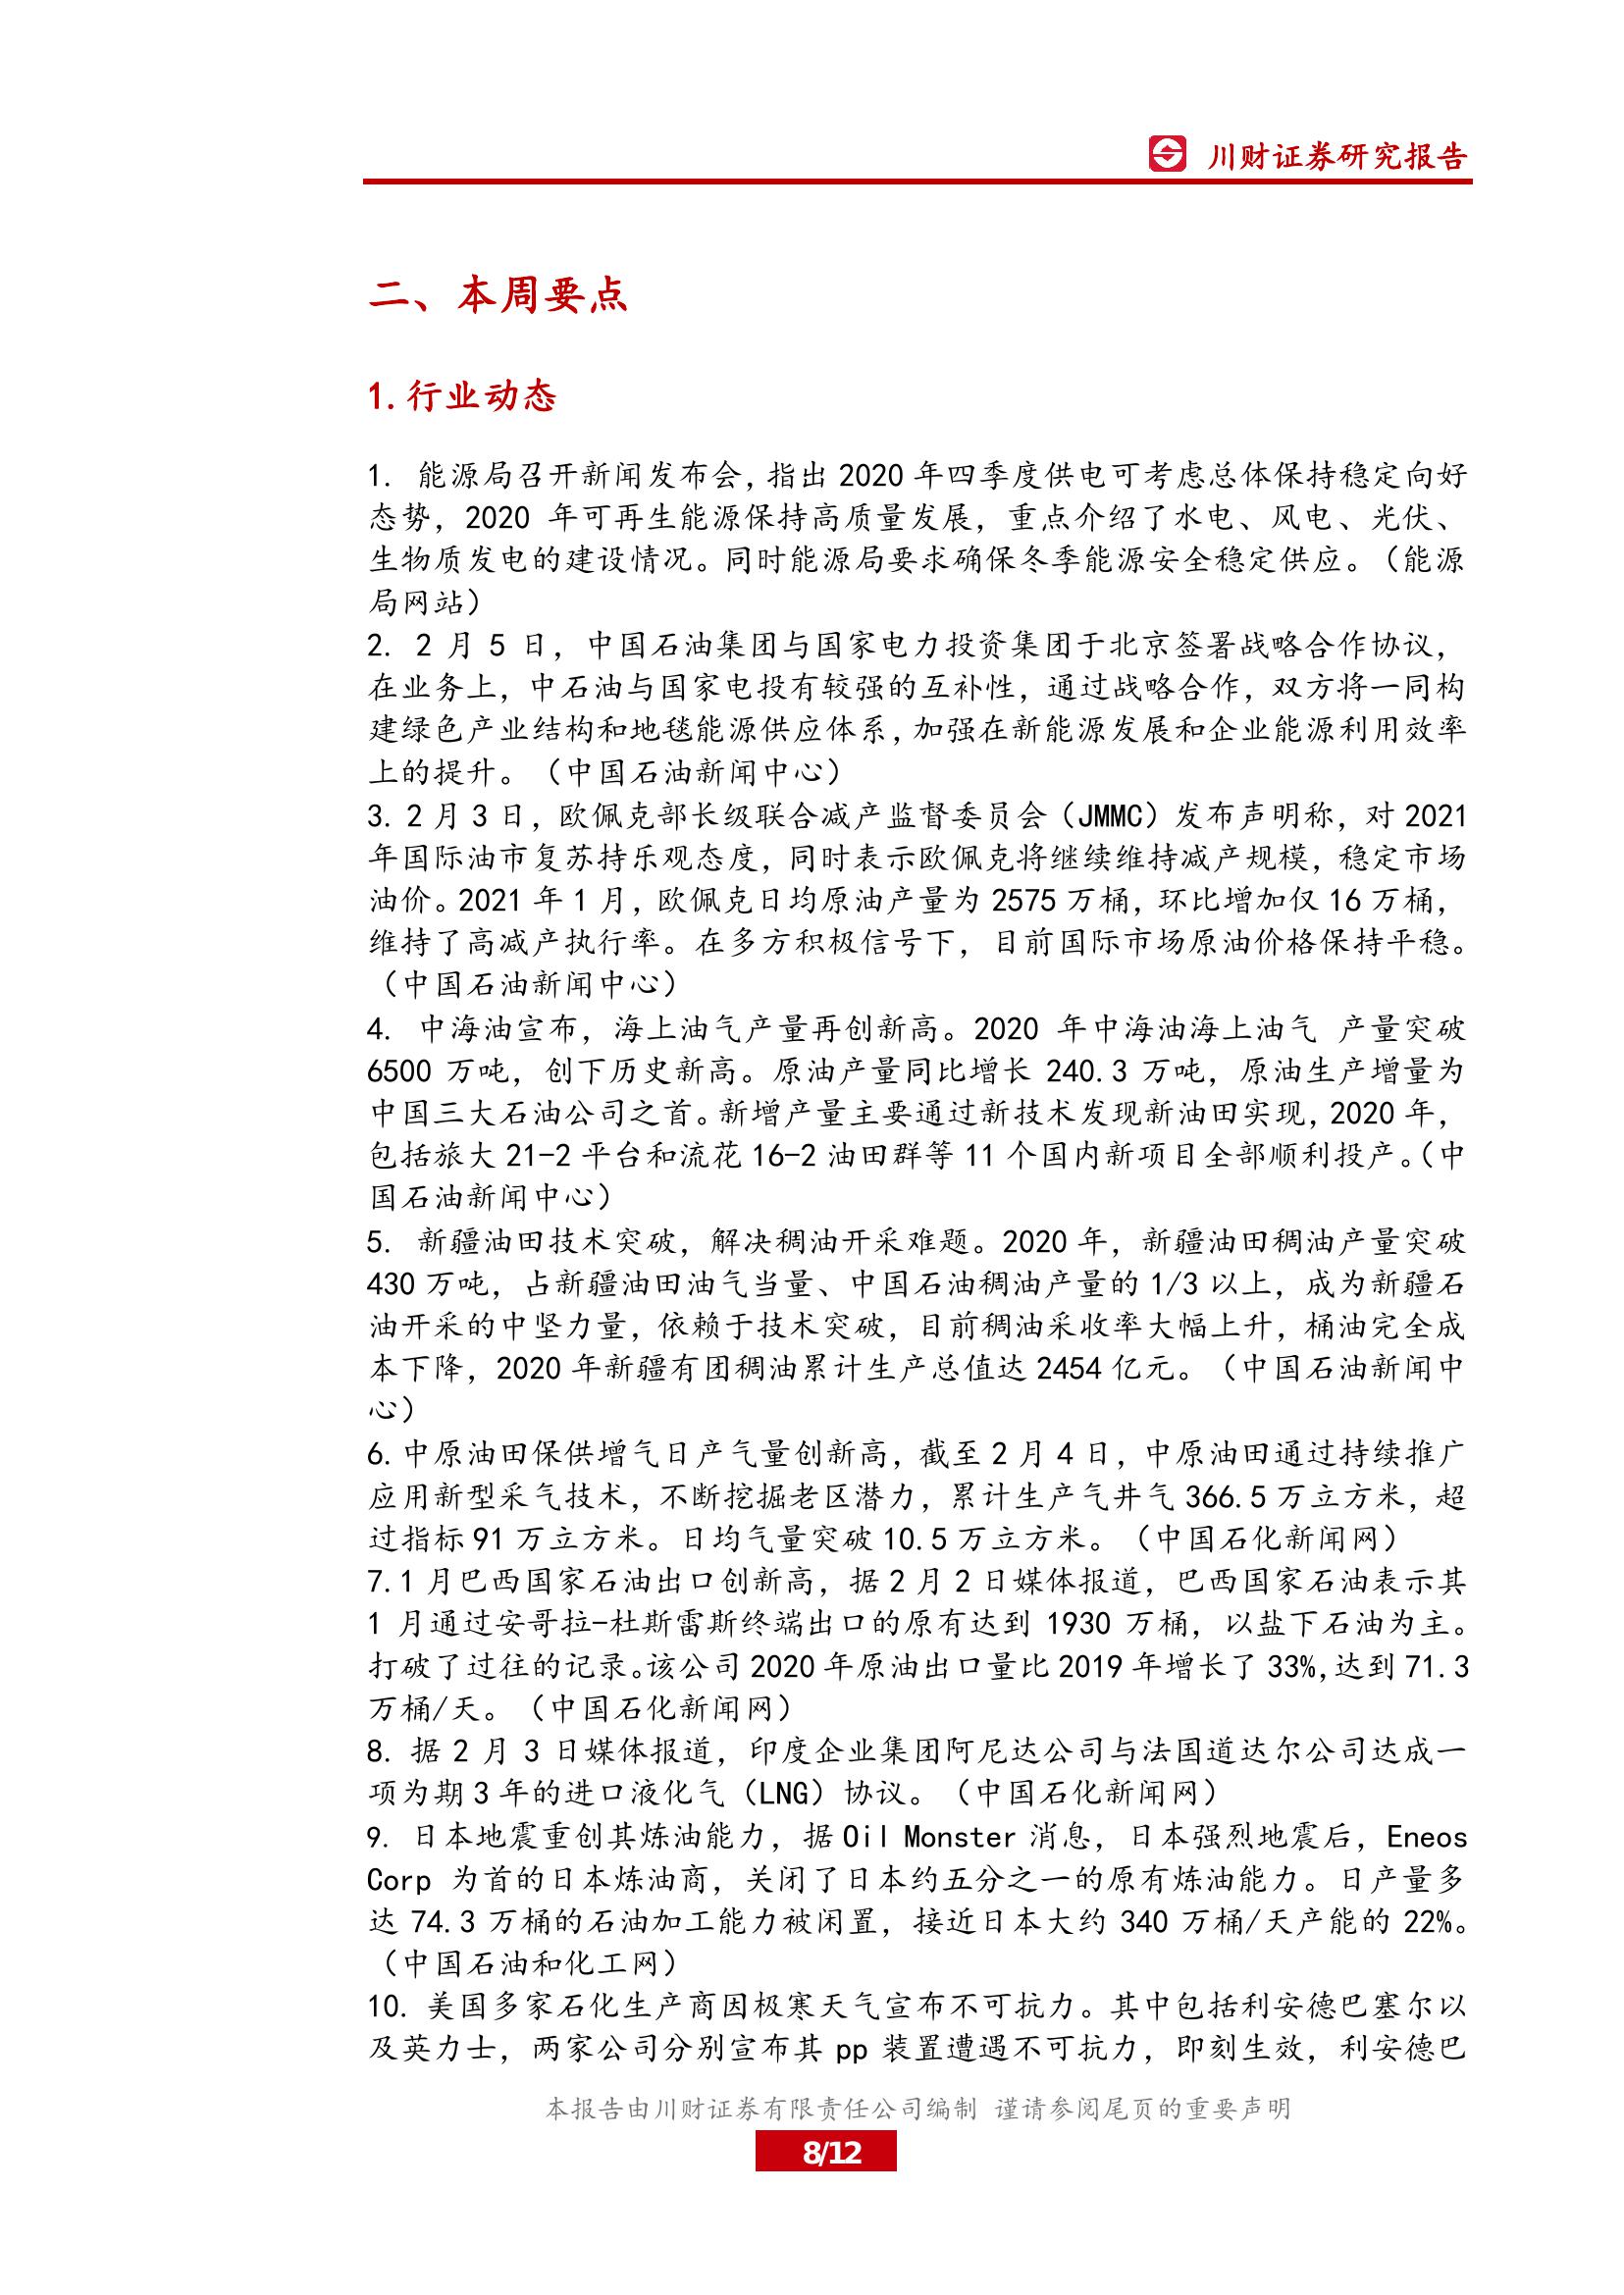 川财证券研究报告
二、本周要点
1.行业动态
1. 能源局召开新闻发布会,指出 2020 年四季度供电可考虑总体保持稳定向好
态势，2020 年可再生能源保持高质量发展，重点介绍了水电、风电、光伏、
生物质发电的建设情况。同时能源局要求确保冬季能源安全稳定供应。（能源
局网站）
2. 2 月 5 日，中国石油集团与国家电力投资集团于北京签署战略合作协议，
在业务上，中石油与国家电投有较强的互补性，通过战略合作，双方将一同构
建绿色产业结构和地毯能源供应体系,加强在新能源发展和企业能源利用效率
上的提升。（中国石油新闻中心）
3. 2 月 3 日，欧佩克部长级联合减产监督委员会（JMMC）发布声明称，对 2021
年国际油市复苏持乐观态度，同时表示欧佩克将继续维持减产规模，稳定市场
油价。2021 年 1 月，欧佩克日均原油产量为 2575 万桶，环比增加仅 16 万桶，
维持了高减产执行率。在多方积极信号下，目前国际市场原油价格保持平稳。
（中国石油新闻中心）
4. 中海油宣布，海上油气产量再创新高。2020 年中海油海上油气 产量突破
6500 万吨，创下历史新高。原油产量同比增长 240.3 万吨，原油生产增量为
中国三大石油公司之首。新增产量主要通过新技术发现新油田实现，2020 年，
包括旅大 21-2 平台和流花 16-2 油田群等 11 个国内新项目全部顺利投产。（中
国石油新闻中心）
5. 新疆油田技术突破，解决稠油开采难题。2020 年，新疆油田稠油产量突破
430 万吨，占新疆油田油气当量、中国石油稠油产量的 1/3 以上，成为新疆石
油开采的中坚力量，依赖于技术突破，目前稠油采收率大幅上升，桶油完全成
本下降，2020 年新疆有团稠油累计生产总值达 2454 亿元。（中国石油新闻中
心）
6.中原油田保供增气日产气量创新高，截至 2 月 4 日，中原油田通过持续推广
应用新型采气技术，不断挖掘老区潜力，累计生产气井气 366.5 万立方米，超
过指标 91 万立方米。日均气量突破 10.5 万立方米。（中国石化新闻网）
7.1 月巴西国家石油出口创新高，据 2 月 2 日媒体报道，巴西国家石油表示其
1 月通过安哥拉-杜斯雷斯终端出口的原有达到 1930 万桶，以盐下石油为主。
打破了过往的记录。该公司 2020 年原油出口量比 2019 年增长了 33%,达到 71.3
万桶/天。（中国石化新闻网）
8. 据 2 月 3 日媒体报道，印度企业集团阿尼达公司与法国道达尔公司达成一
项为期 3 年的进口液化气（LNG）协议。（中国石化新闻网）
9. 日本地震重创其炼油能力，据 Oil Monster 消息，日本强烈地震后，Eneos
Corp 为首的日本炼油商，关闭了日本约五分之一的原有炼油能力。日产量多
达 74.3 万桶的石油加工能力被闲置，接近日本大约 340 万桶/天产能的 22%。
（中国石油和化工网）
10. 美国多家石化生产商因极寒天气宣布不可抗力。其中包括利安德巴塞尔以
及英力士，两家公司分别宣布其 pp 装置遭遇不可抗力，即刻生效，利安德巴
本报告由川财证券有限责任公司编制 谨请参阅尾页的重要声明
8/12